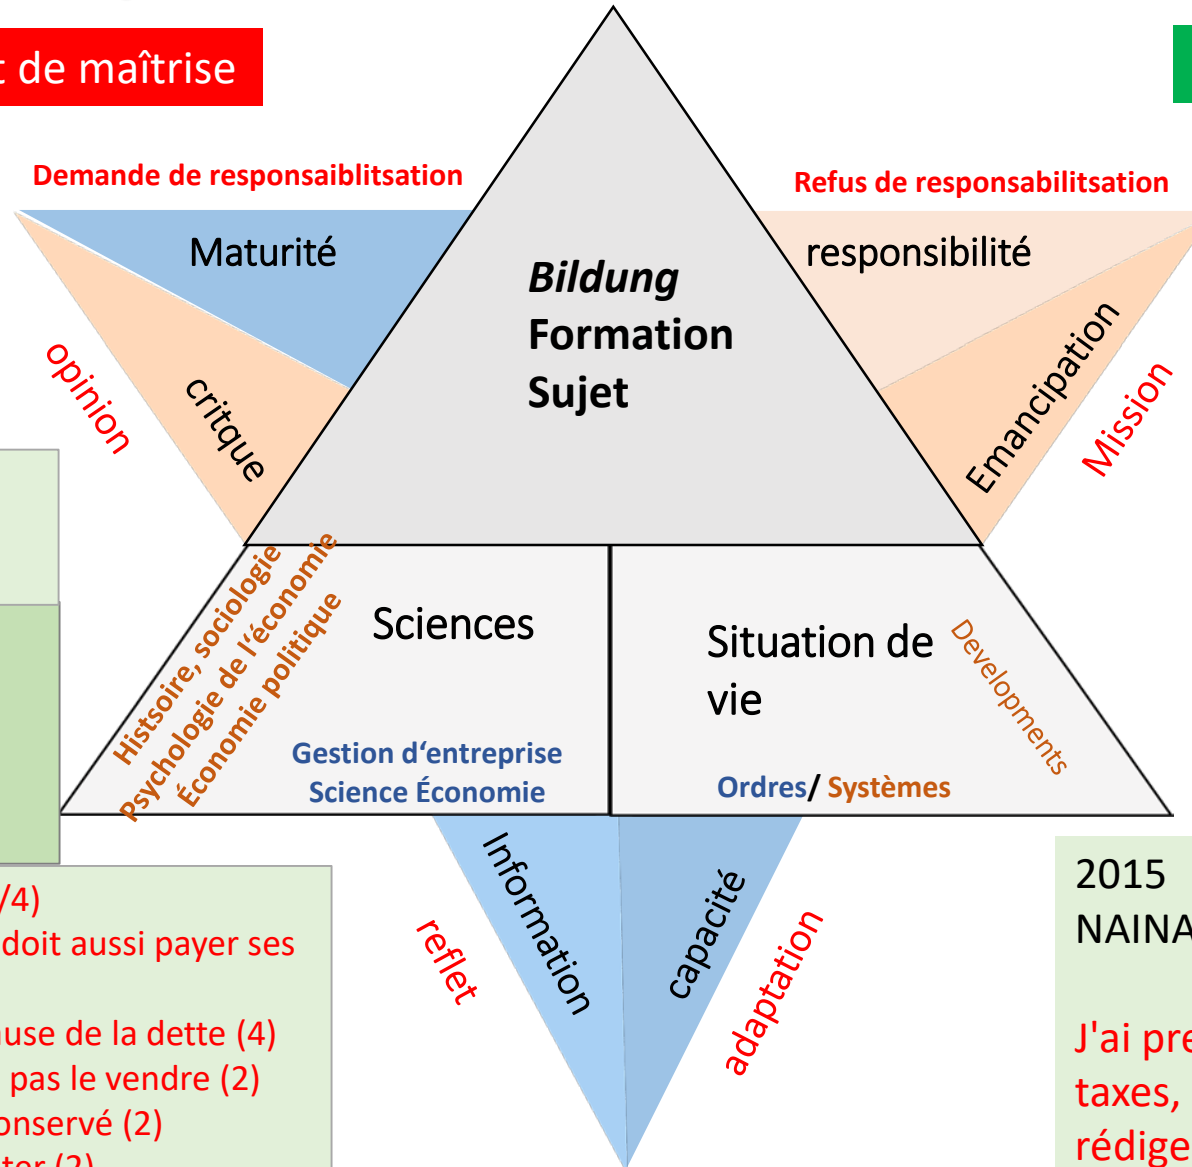 t de maîtrise
Demande de responsaiblitsation
Refus de responsabilitsation
Maturité
responsibilité
Bildung
Formation
Sujet
opinion
critque
Emancipation
Mission
Histsoire, sociologie
Psychologie de l‘économie
Économie politique
Sciences
Gestion d‘entreprise
Science Économie
Situation de
vie
Developments
Ordres/ Systèmes
Information
capacité
reflet
adaptation
/4)
doit aussi payer ses
use de la dette (4)
pas le vendre (2)
onservé (2)
2015
NAINA
J'ai pre
taxes,
rédige